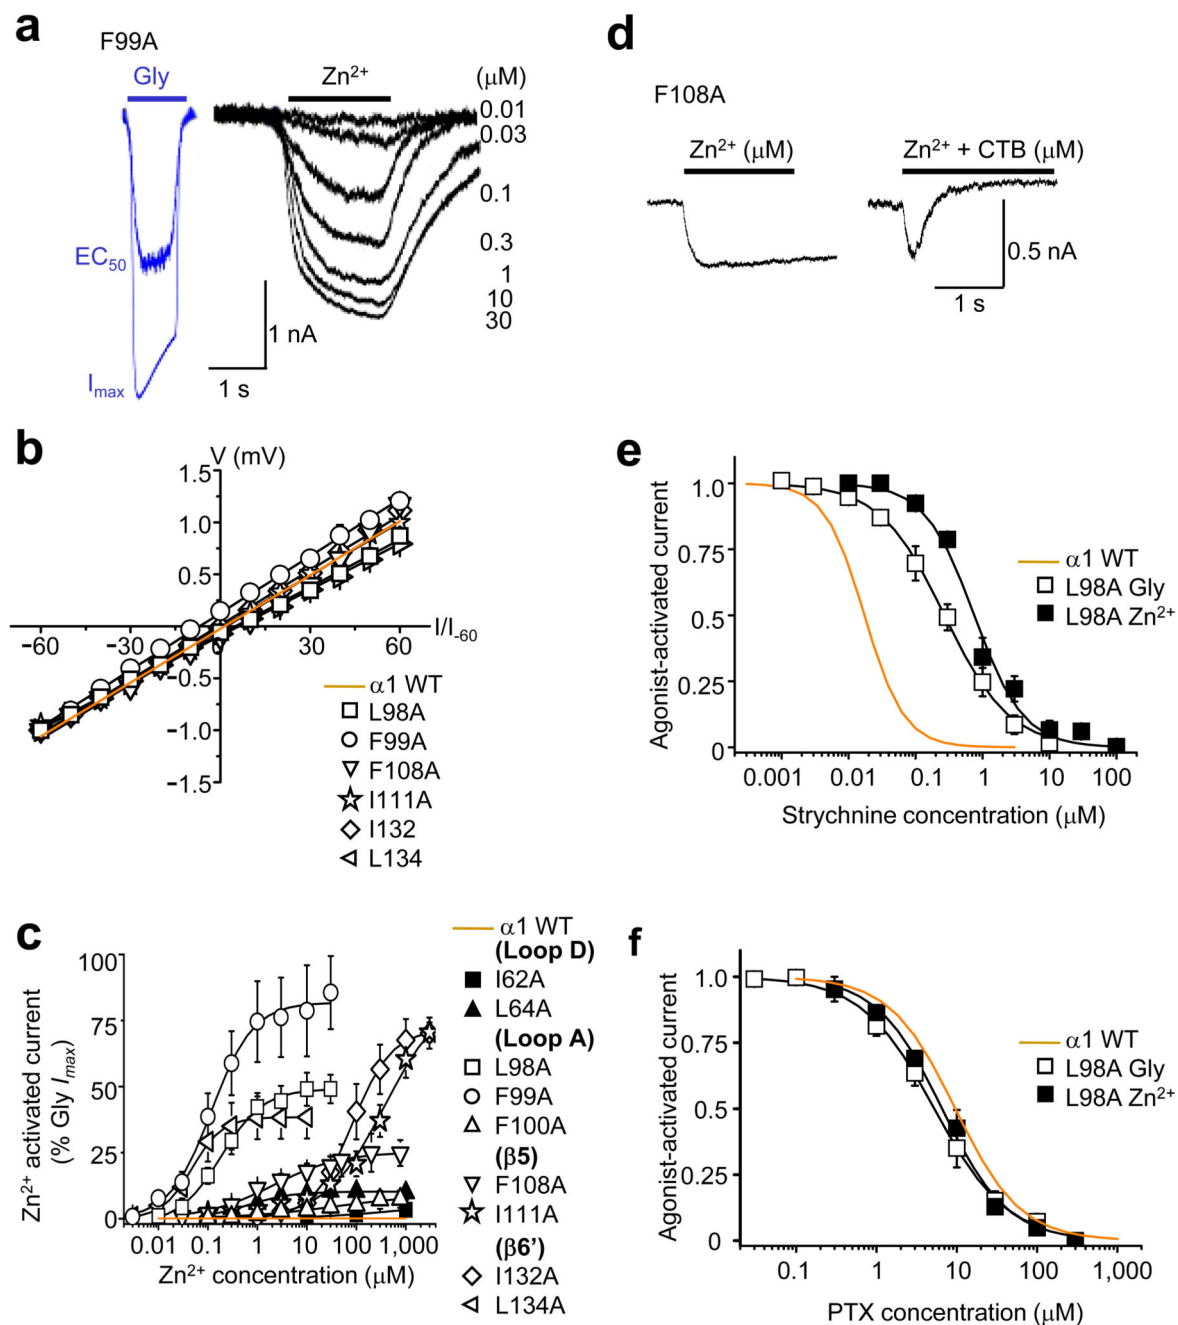 a
F99A
Gly
Zn²⁺
(μM)
0.01
0.03
0.1
0.3
1
10
30
EC₅₀
Iₘₐₓ
1 nA
1 s
d
F108A
Zn²⁺ (μM)
Zn²⁺ + CTB (μM)
0.5 nA
1 s
b
V (mV)
1.5
1.0
0.5
−60
−30
0
30
60
I/I₋₆₀
−0.5
−1.0
−1.5
α1 WT
L98A
F99A
F108A
I111A
I132
L134
e
Agonist-activated current
1.0
0.75
0.5
0.25
0
0.001
0.01
0.1
1
10
100
Strychnine concentration (μM)
α1 WT
L98A Gly
L98A Zn²⁺
c
Zn²⁺ activated current
(% Gly Iₘₐₓ)
100
75
50
25
0
0.01
0.1
1
10
100
1,000
Zn²⁺ concentration (μM)
α1 WT
(Loop D)
I62A
L64A
(Loop A)
L98A
F99A
F100A
(β5)
F108A
I111A
(β6’)
I132A
L134A
f
Agonist-activated current
1.0
0.75
0.5
0.25
0
0.1
1
10
100
1,000
PTX concentration (μM)
α1 WT
L98A Gly
L98A Zn²⁺